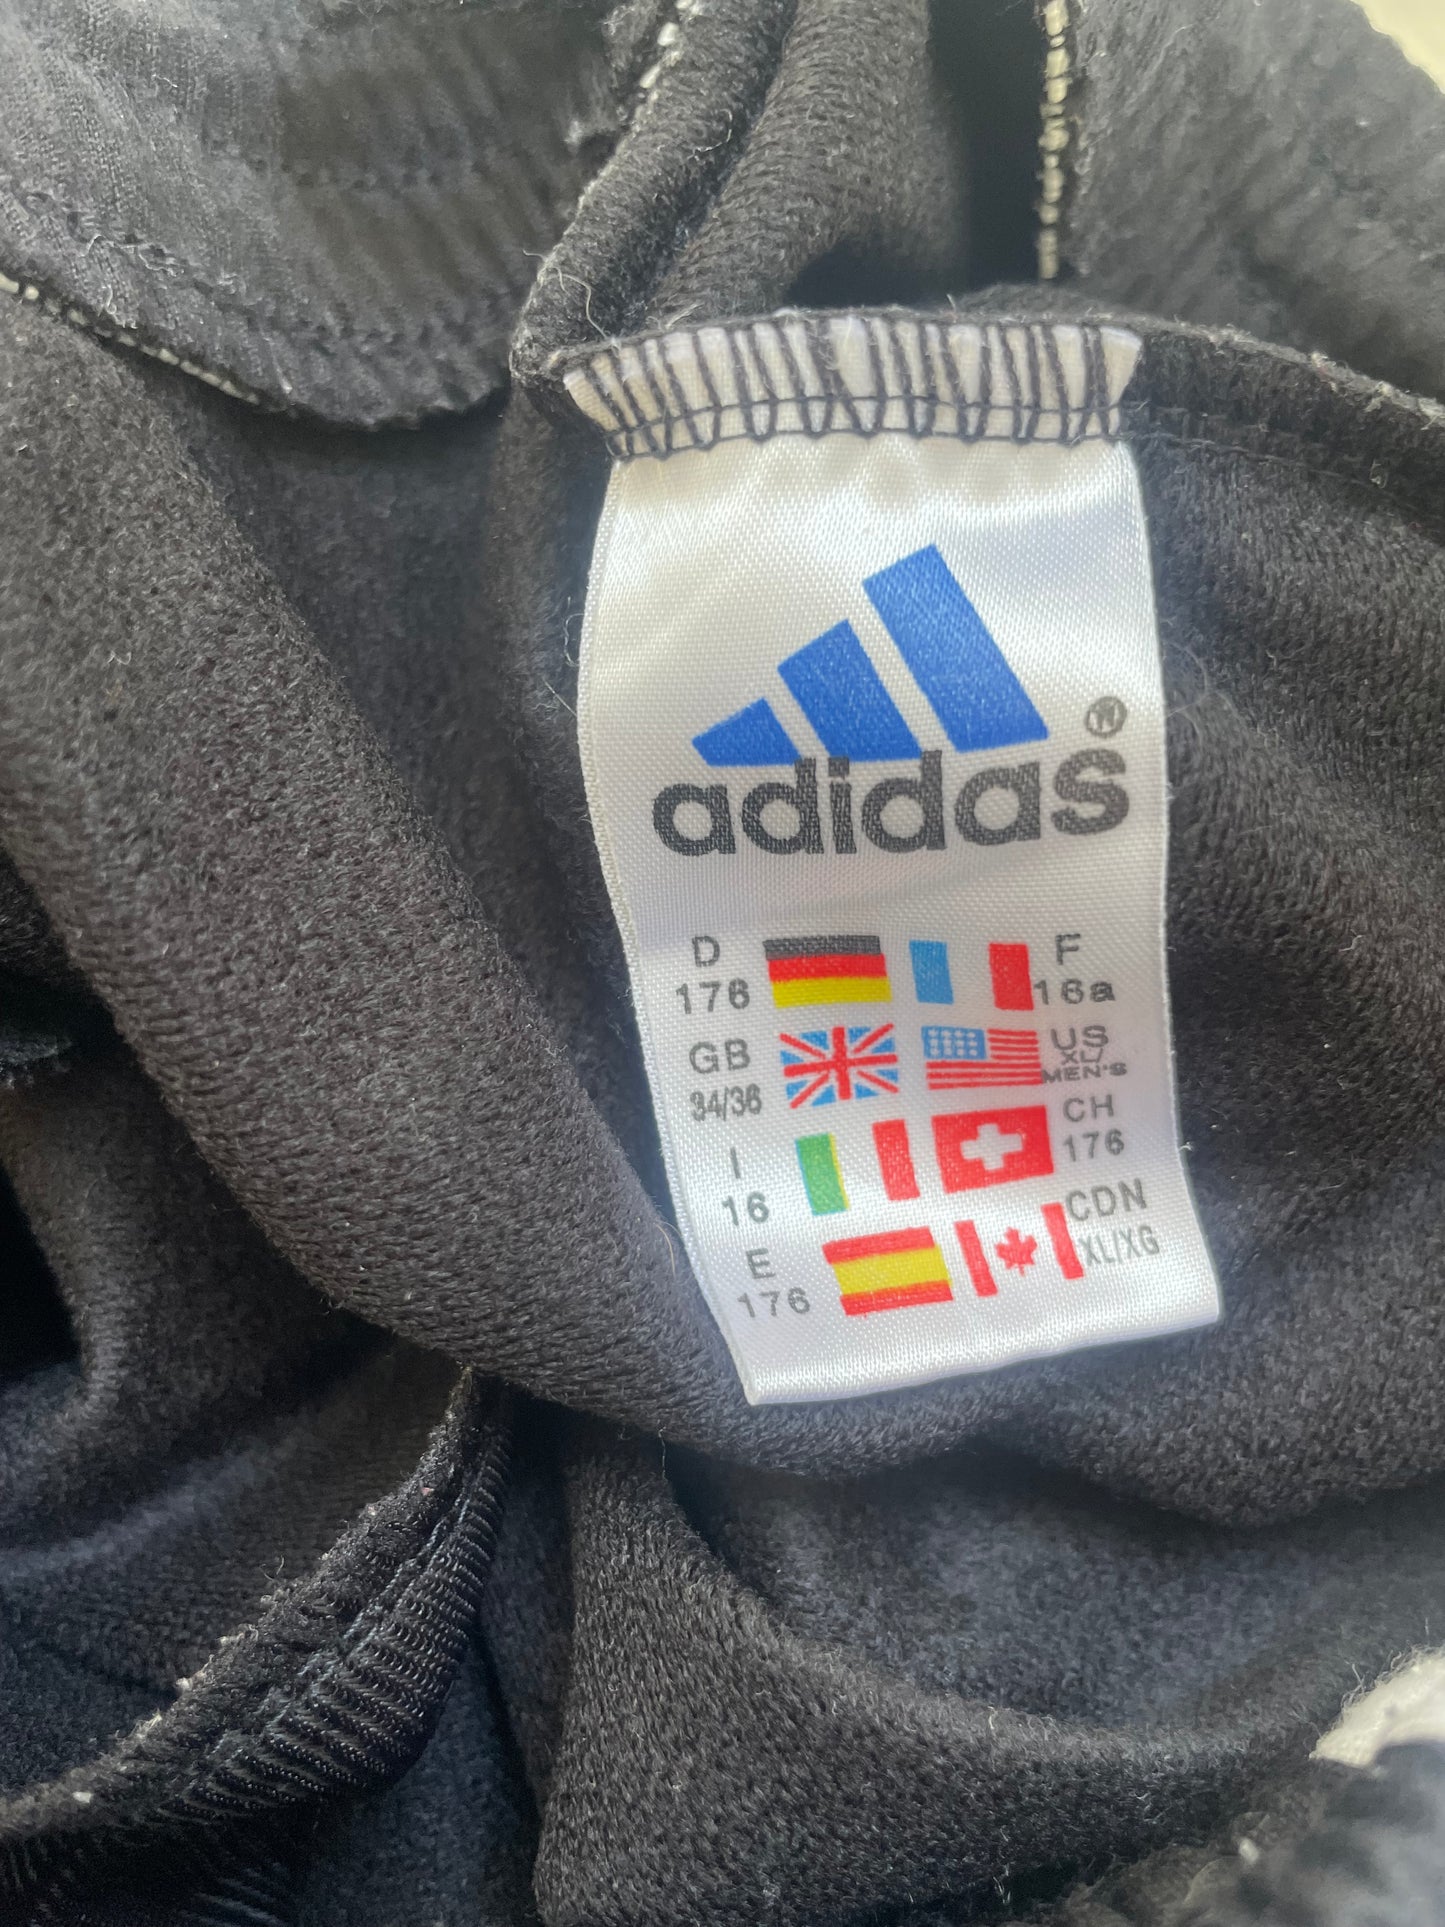 adidas®
D F
176 16a
GB US
34/36 XL/
MEN'S
I CH
16 176
E CDN
176 XL/XG